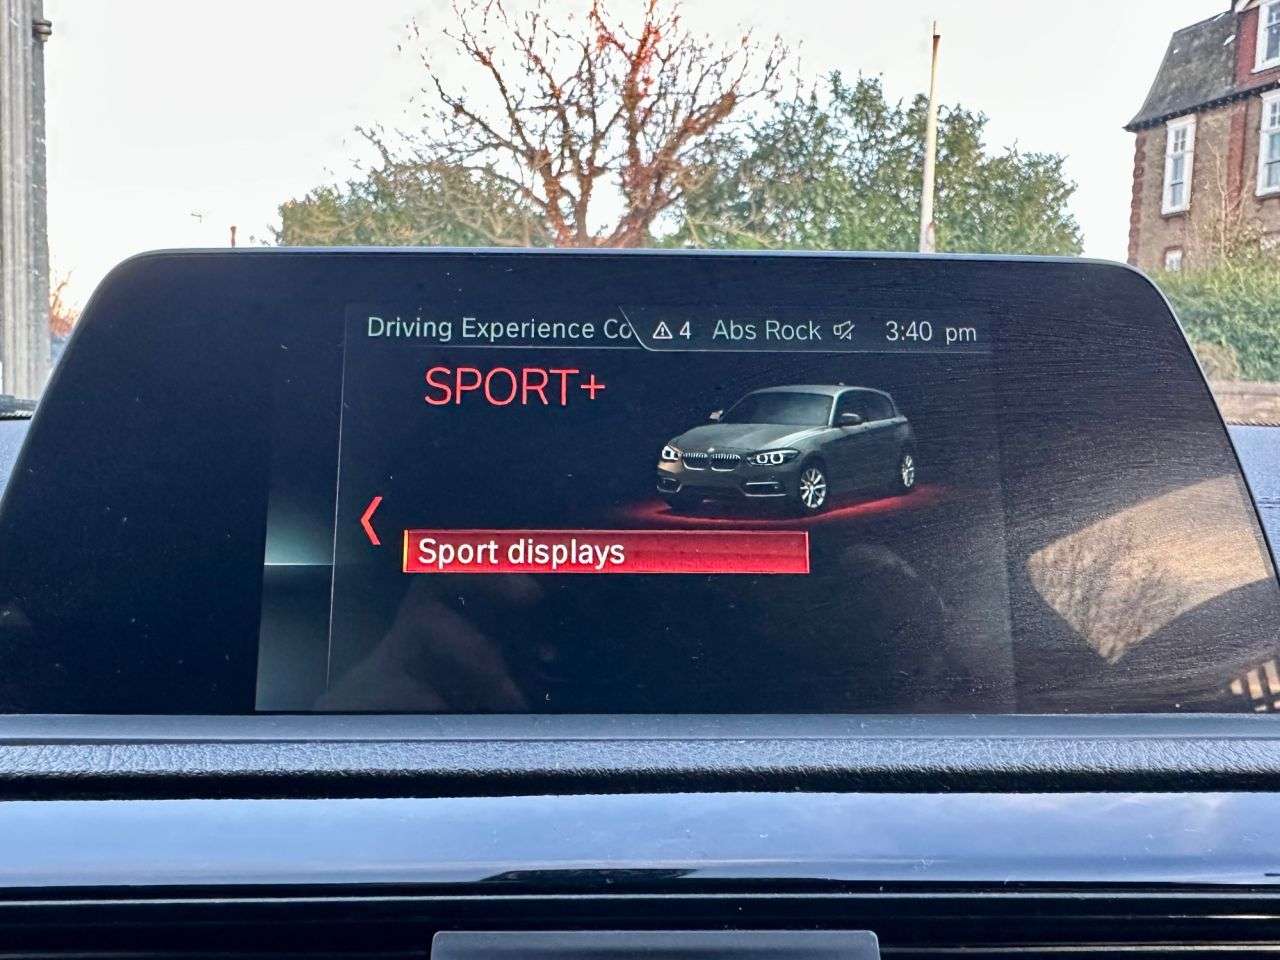 Driving Experience Co 4 Abs Rock 3:40 pm
SPORT+
Sport displays